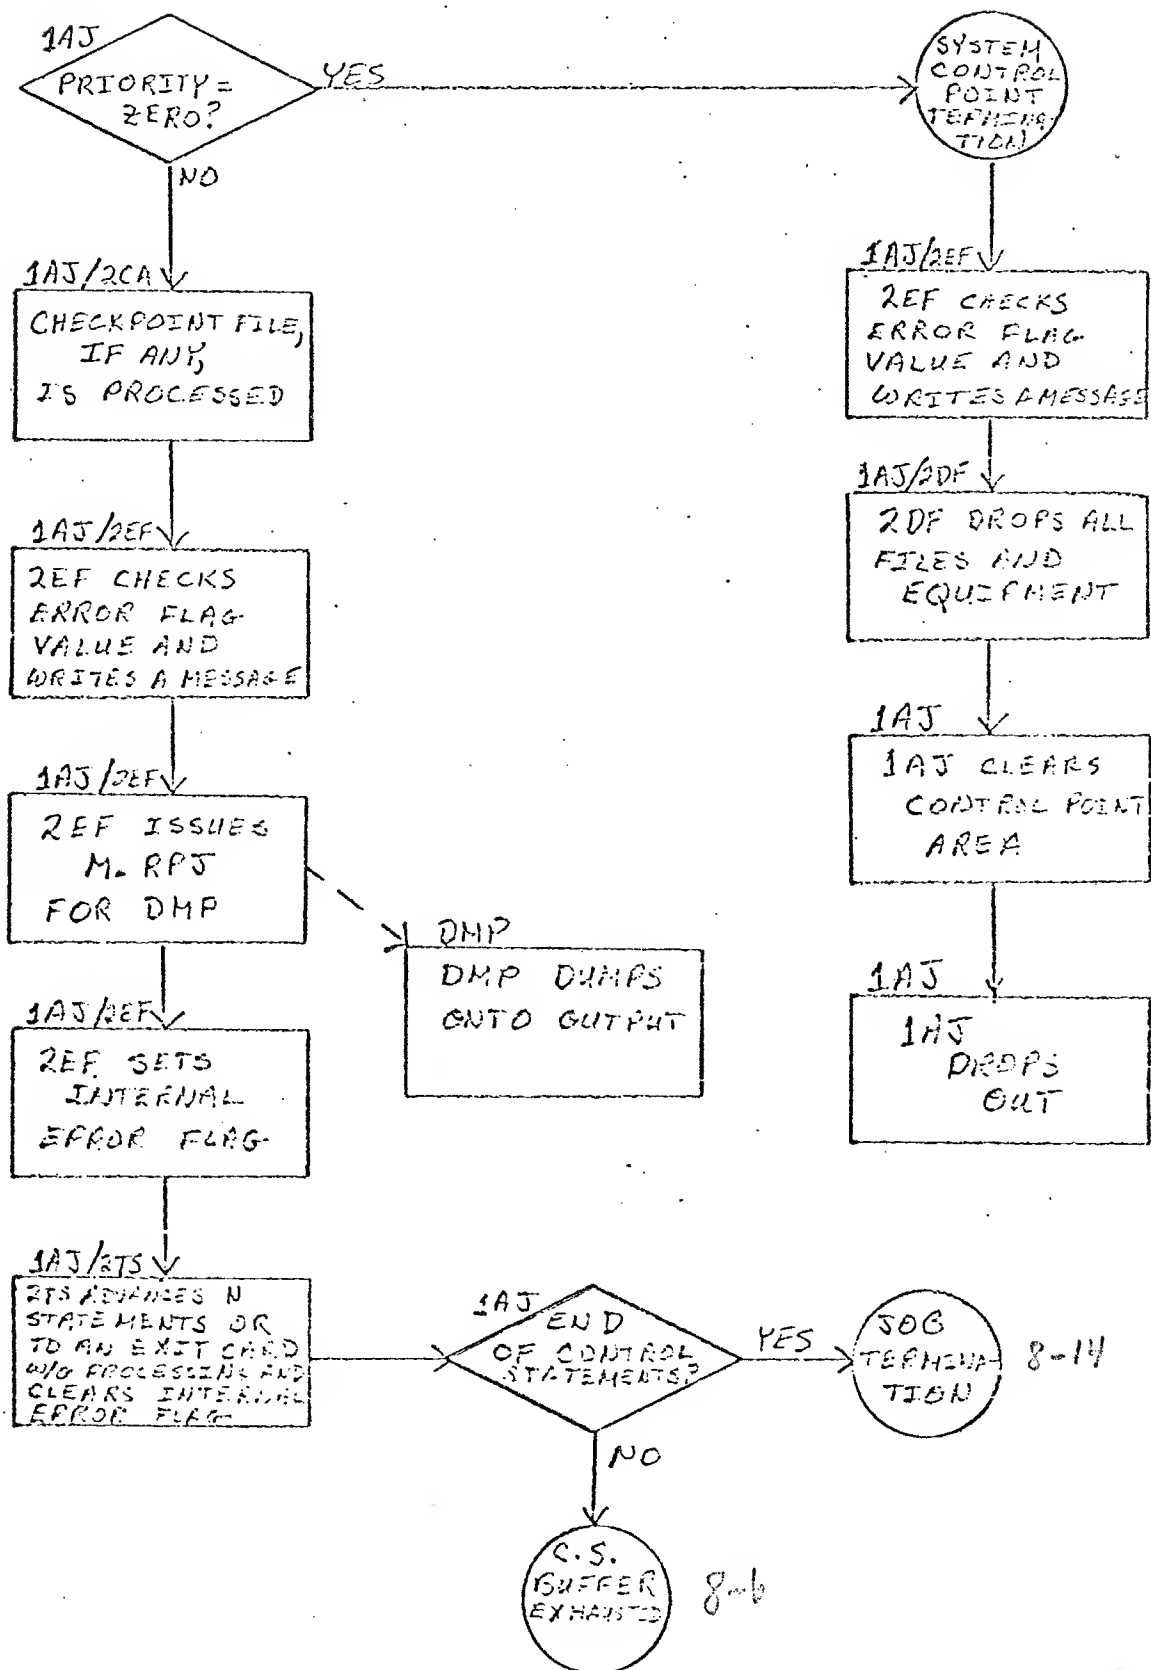 1AJ
PRIORITY =
ZERO?
YES
NO
SYSTEM
CONTROL
POINT
TERMINA-
TION
1AJ/2CA
CHECKPOINT FILE,
IF ANY,
IS PROCESSED
1AJ/2EF
2EF CHECKS
ERROR FLAG
VALUE AND
WRITES A MESSAGE
1AJ/2EF
2EF ISSUES
M.RPJ
FOR DMP
DMP
DMP DUMPS
ONTO OUTPUT
1AJ/2EF
2EF SETS
INTERNAL
ERROR FLAG
1AJ/2TS
2TS ADVANCES N
STATEMENTS OR
TO AN EXIT CARD
W/O PROCESSING AND
CLEARS INTERNAL
ERROR FLAG
1AJ
END
OF CONTROL
STATEMENTS?
YES
JOB
TERMINA-
TION
8-14
NO
C.S.
BUFFER
EXHAUSTED
8-6
1AJ/2EF
2EF CHECKS
ERROR FLAG
VALUE AND
WRITES A MESSAGE
1AJ/2DF
2DF DROPS ALL
FILES AND
EQUIPMENT
1AJ
1AJ CLEARS
CONTROL POINT
AREA
1AJ
1AJ
DROPS
OUT